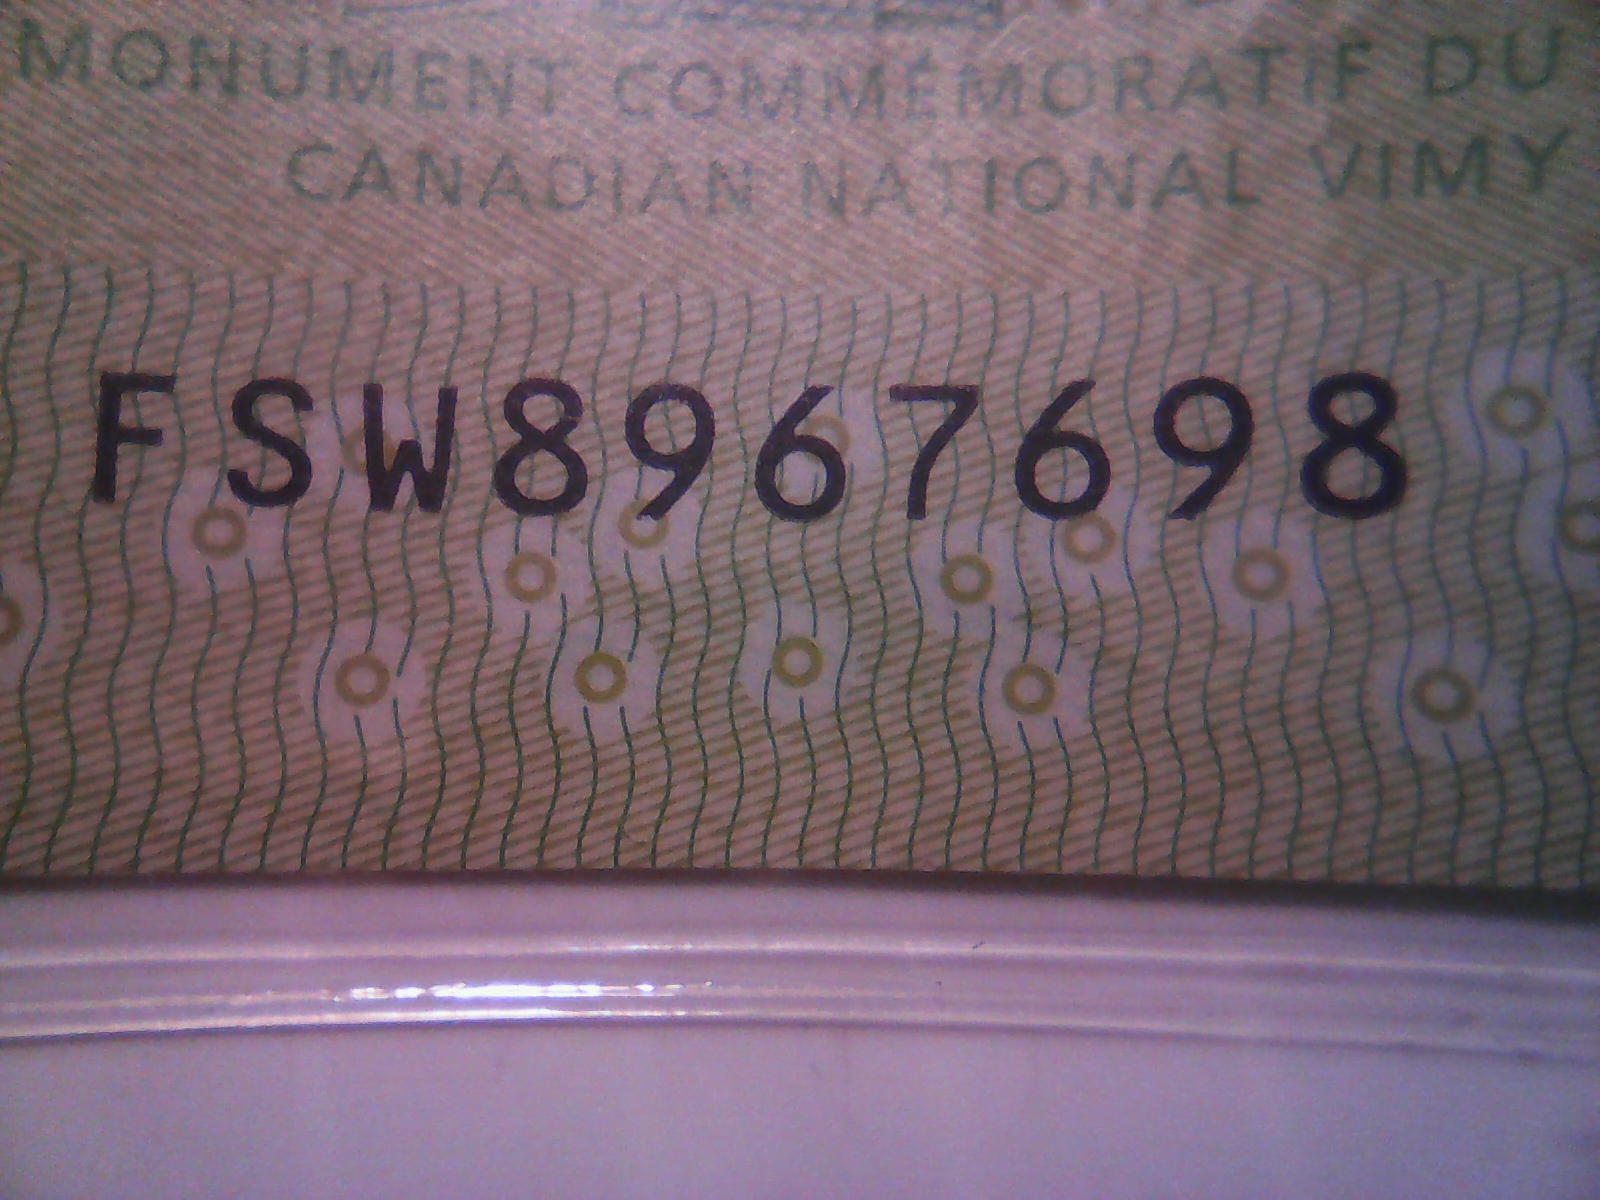 MONUMENT COMMÉMORATIF DU
CANADIAN NATIONAL VIMY
FSW8967698